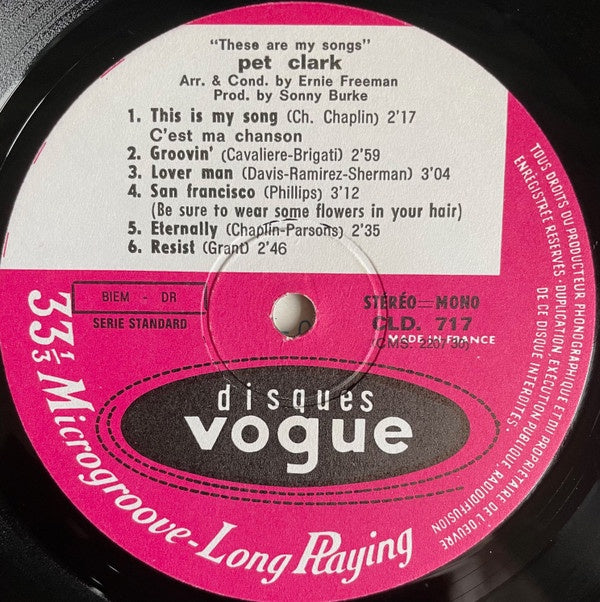 "These are my songs"
pet clark
Arr. & Cond. by Ernie Freeman
Prod. by Sonny Burke
1. This is my song (Ch. Chaplin) 2'17
C'est ma chanson
2. Groovin' (Cavaliere-Brigati) 2'59
3. Lover man (Davis-Ramirez-Sherman) 3'04
4. San francisco (Phillips) 3'12
(Be sure to wear some flowers in your hair)
5. Eternally (Chaplin-Parsons) 2'35
6. Resist (Grant) 2'46
BIEM - DR
SERIE STANDARD
STÉRÉO=MONO
CLD. 717
MADE IN FRANCE
disques
vogue
33 1/3 Microgroove-Long Playing
TOUS DROITS DU PRODUCTEUR PHONOGRAPHIQUE ET DU PROPRIÉTAIRE DE L'ŒUVRE
ENREGISTRÉE RÉSERVÉS - DUPLICATION, EXÉCUTION PUBLIQUE, RADIODIFFUSION
DE CE DISQUE INTERDITES